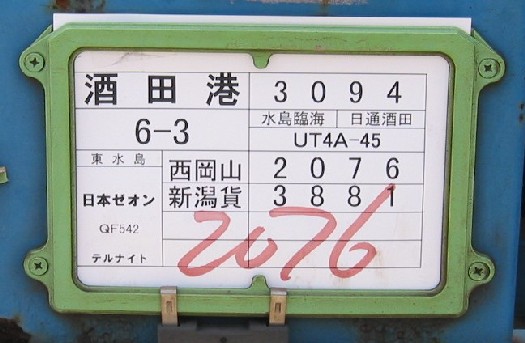 酒田港 3094
6-3 水島臨海 日通酒田
UT4A-45
東水島 西岡山 2076
日本ゼオン 新潟貨 3881
QF542
テルナイト
2076